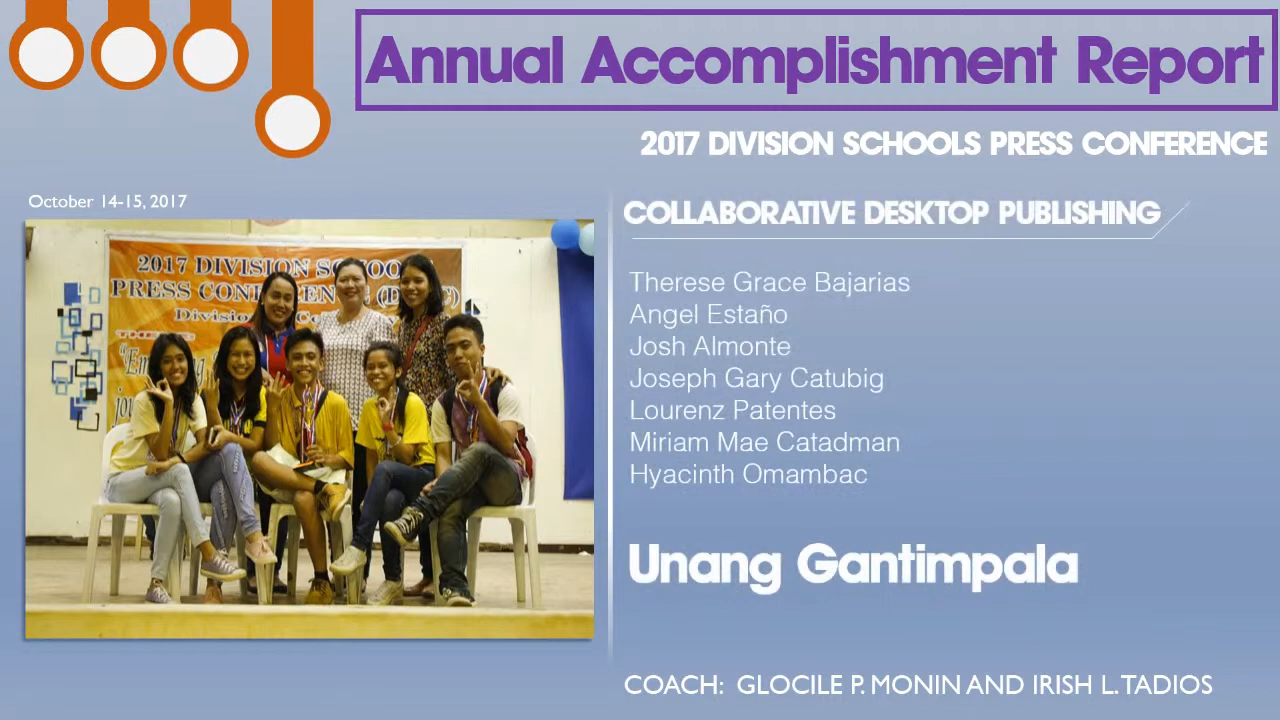 Annual Accomplishment Report
2017 DIVISION SCHOOLS PRESS CONFERENCE
October 14-15, 2017
2017 DIVISION
PRESS
COLLABORATIVE DESKTOP PUBLISHING
Therese Grace Bajarias
Angel Estaño
Josh Almonte
Joseph Gary Catubig
Lourenz Patentes
Miriam Mae Catadman
Hyacinth Omambac
Unang Gantimpala
COACH: GLOCILE P. MONIN AND IRISH L. TADIOS